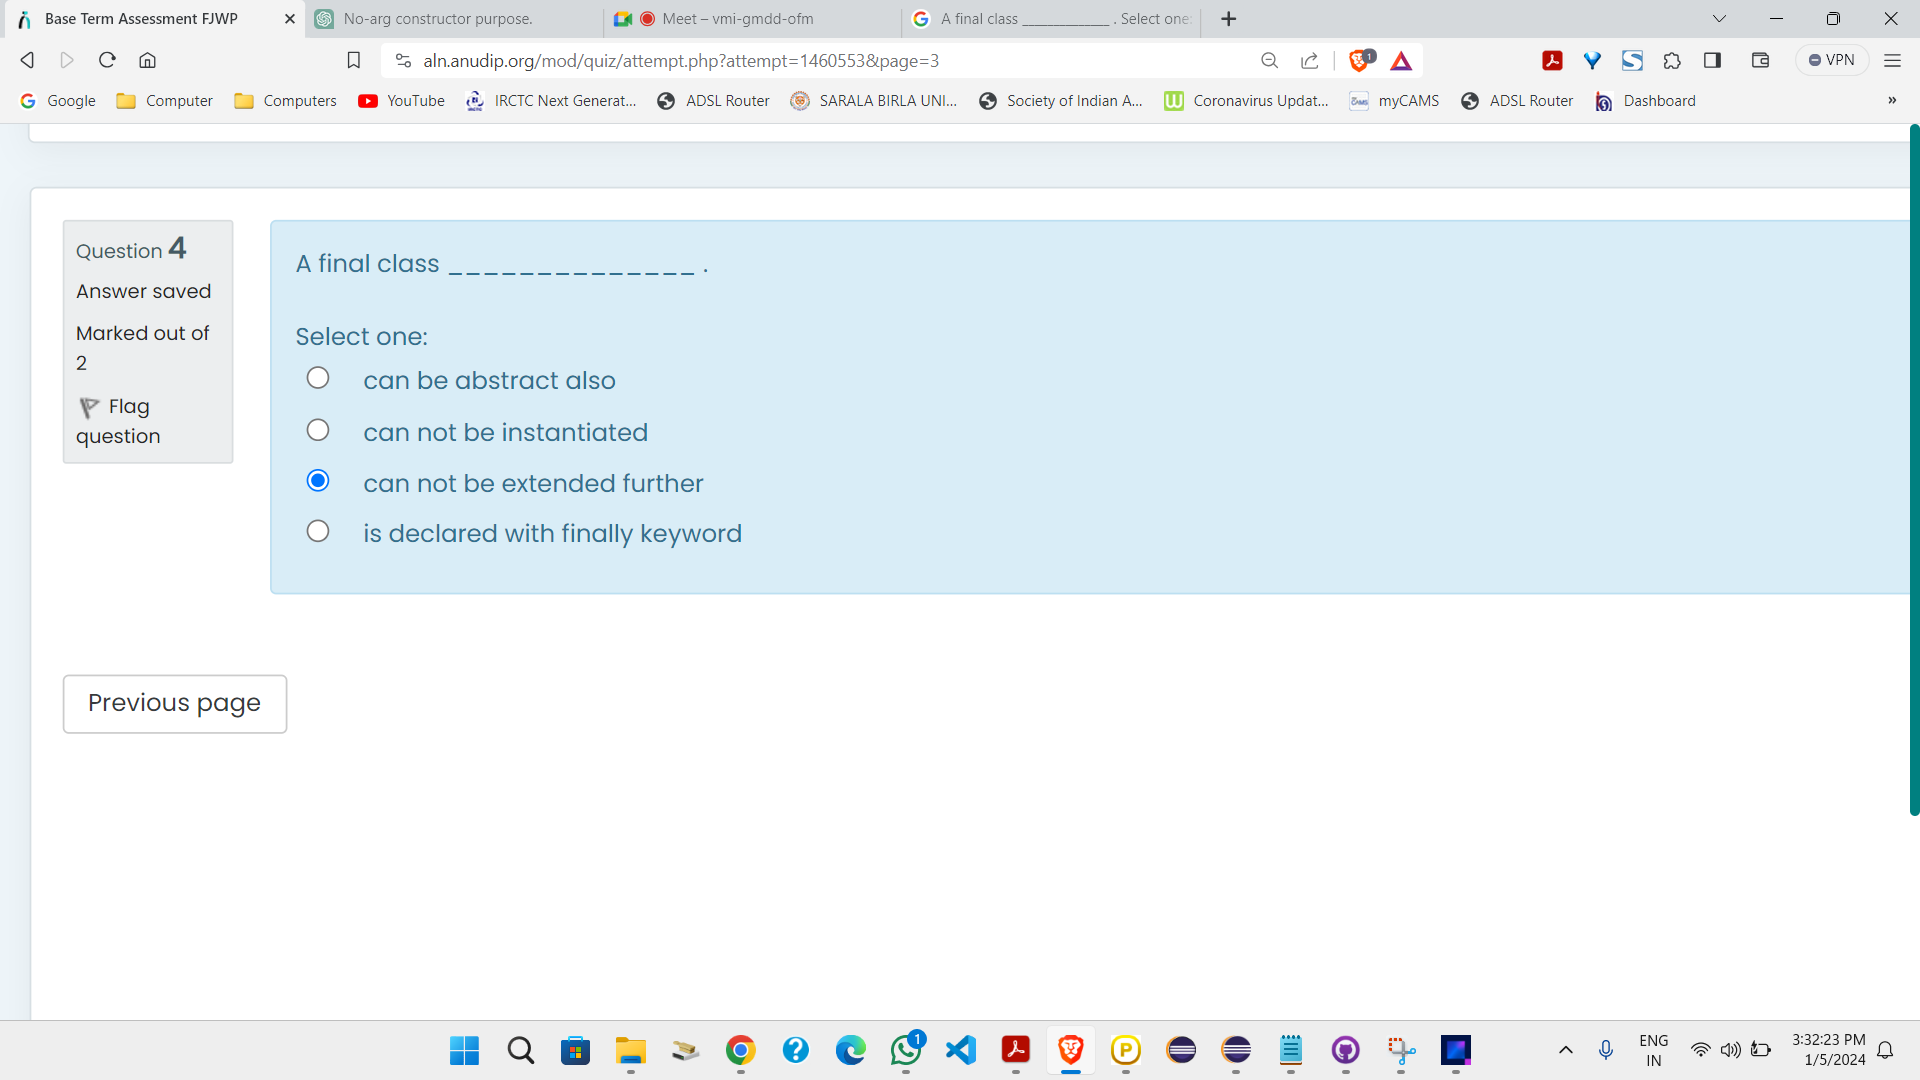 Base Term Assessment FJWP
No-arg constructor purpose.
Meet – vmi-gmdd-ofm
A final class ______________ . Select one:
aln.anudip.org/mod/quiz/attempt.php?attempt=1460553&page=3
1
VPN
Google
Computer
Computers
YouTube
IRCTC Next Generat...
ADSL Router
SARALA BIRLA UNI...
Society of Indian A...
Coronavirus Updat...
myCAMS
ADSL Router
Dashboard
»
Question 4
Answer saved
Marked out of
2
Flag
question
A final class ______________ .
Select one:
can be abstract also
can not be instantiated
can not be extended further
is declared with finally keyword
Previous page
1
ENG
IN
3:32:23 PM
1/5/2024